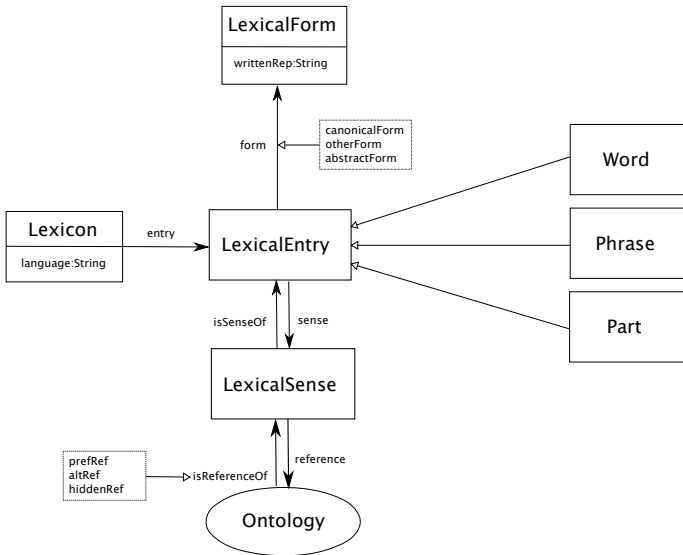 LexicalForm
writtenRep:String
form
canonicalForm
otherForm
abstractForm
Word
Lexicon
language:String
entry
LexicalEntry
Phrase
isSenseOf
sense
Part
LexicalSense
prefRef
altRef
hiddenRef
isReferenceOf
reference
Ontology